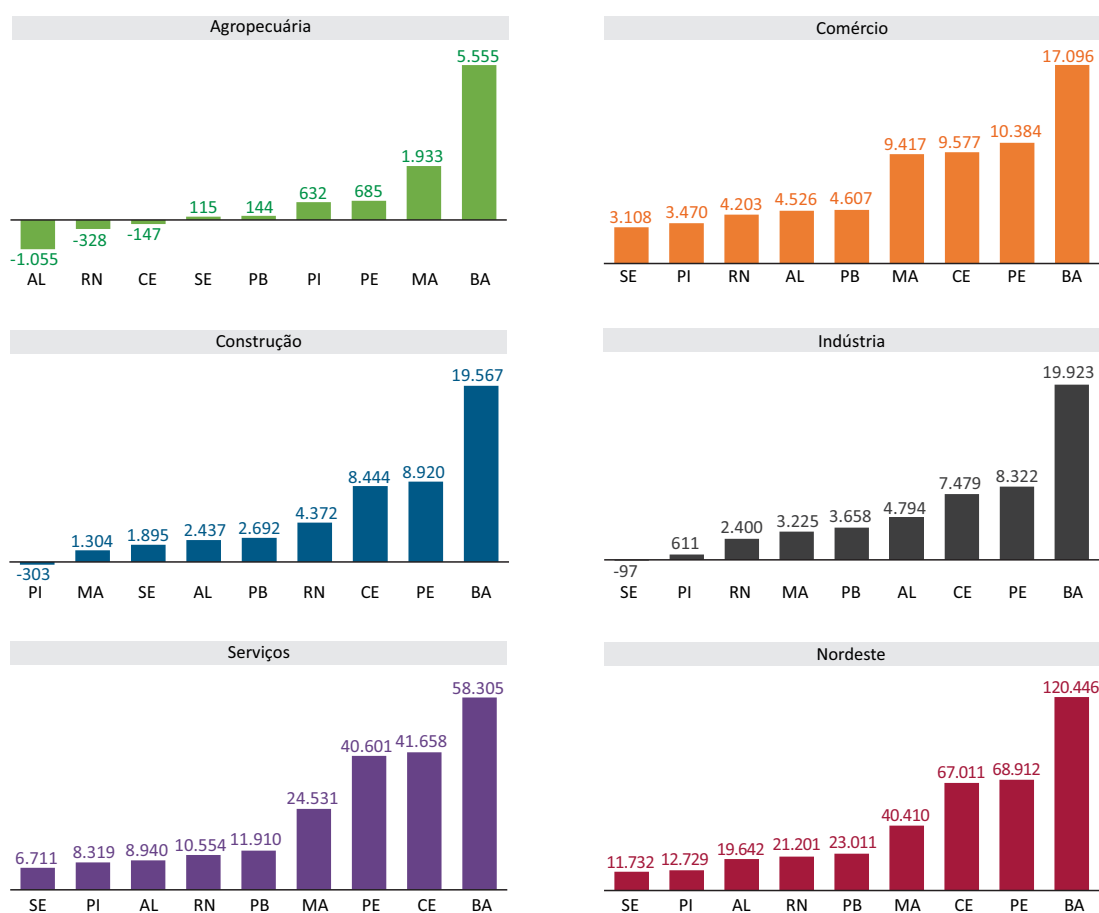 Agropecuária
5.555
1.933
115 144 632 685
-1.055 -328 -147
AL RN CE SE PB PI PE MA BA
Comércio
17.096
9.417 9.577 10.384
3.108 3.470 4.203 4.526 4.607
SE PI RN AL PB MA CE PE BA
Construção
19.567
8.444 8.920
1.304 1.895 2.437 2.692 4.372
-303
PI MA SE AL PB RN CE PE BA
Indústria
19.923
7.479 8.322
611 2.400 3.225 3.658 4.794
-97
SE PI RN MA PB AL CE PE BA
Serviços
58.305
40.601 41.658
24.531
6.711 8.319 8.940 10.554 11.910
SE PI AL RN PB MA PE CE BA
Nordeste
120.446
67.011 68.912
40.410
11.732 12.729 19.642 21.201 23.011
SE PI AL RN PB MA CE PE BA